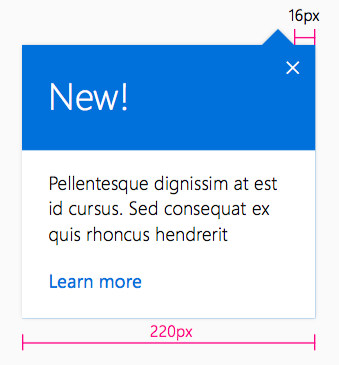 16px
New!
Pellentesque dignissim at est
id cursus. Sed consequat ex
quis rhoncus hendrerit
Learn more
220px